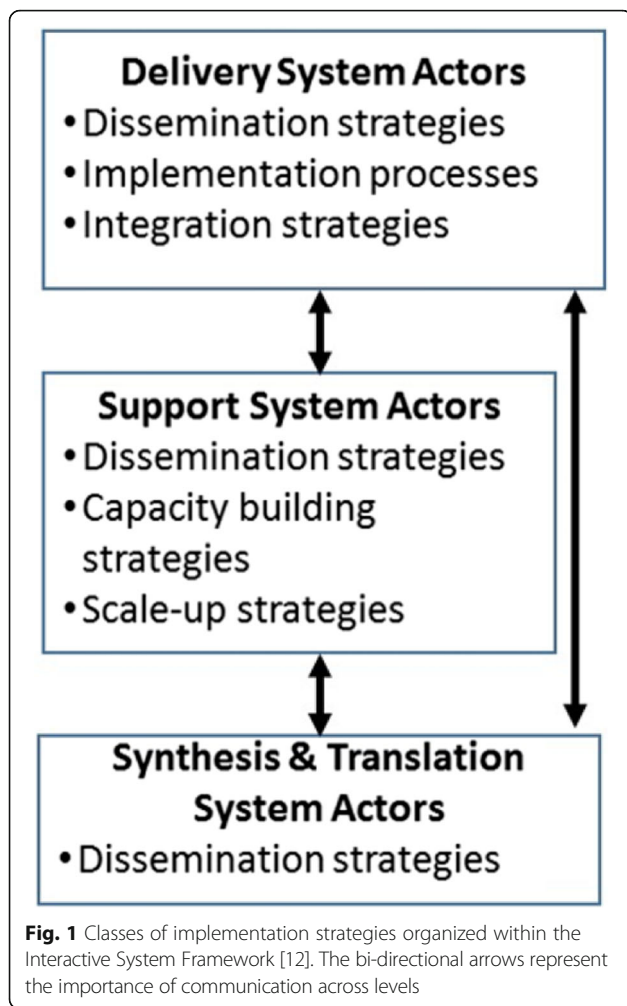 Delivery System Actors
•Dissemination strategies
•Implementation processes
•Integration strategies
Support System Actors
•Dissemination strategies
•Capacity building
strategies
•Scale-up strategies
Synthesis & Translation
System Actors
•Dissemination strategies
Fig. 1 Classes of implementation strategies organized within the
Interactive System Framework [12]. The bi-directional arrows represent
the importance of communication across levels